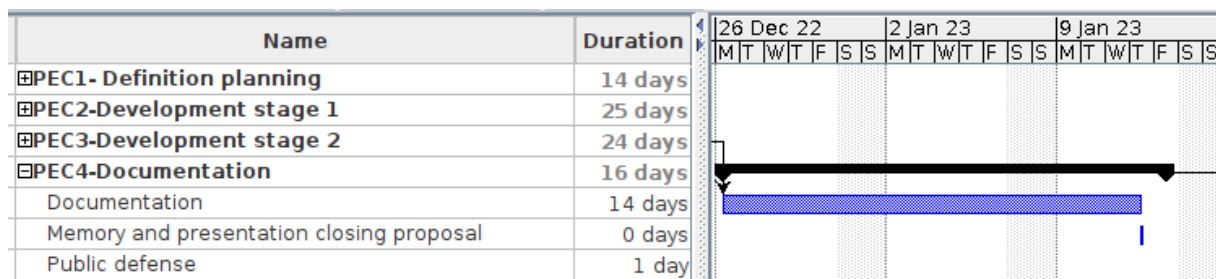 Name Duration 26 Dec 22 2 Jan 23 9 Jan 23
M T W T F S S M T W T F S S M T W T F S S
PEC1- Definition planning 14 days
PEC2-Development stage 1 25 days
PEC3-Development stage 2 24 days
PEC4-Documentation 16 days
Documentation 14 days
Memory and presentation closing proposal 0 days
Public defense 1 day